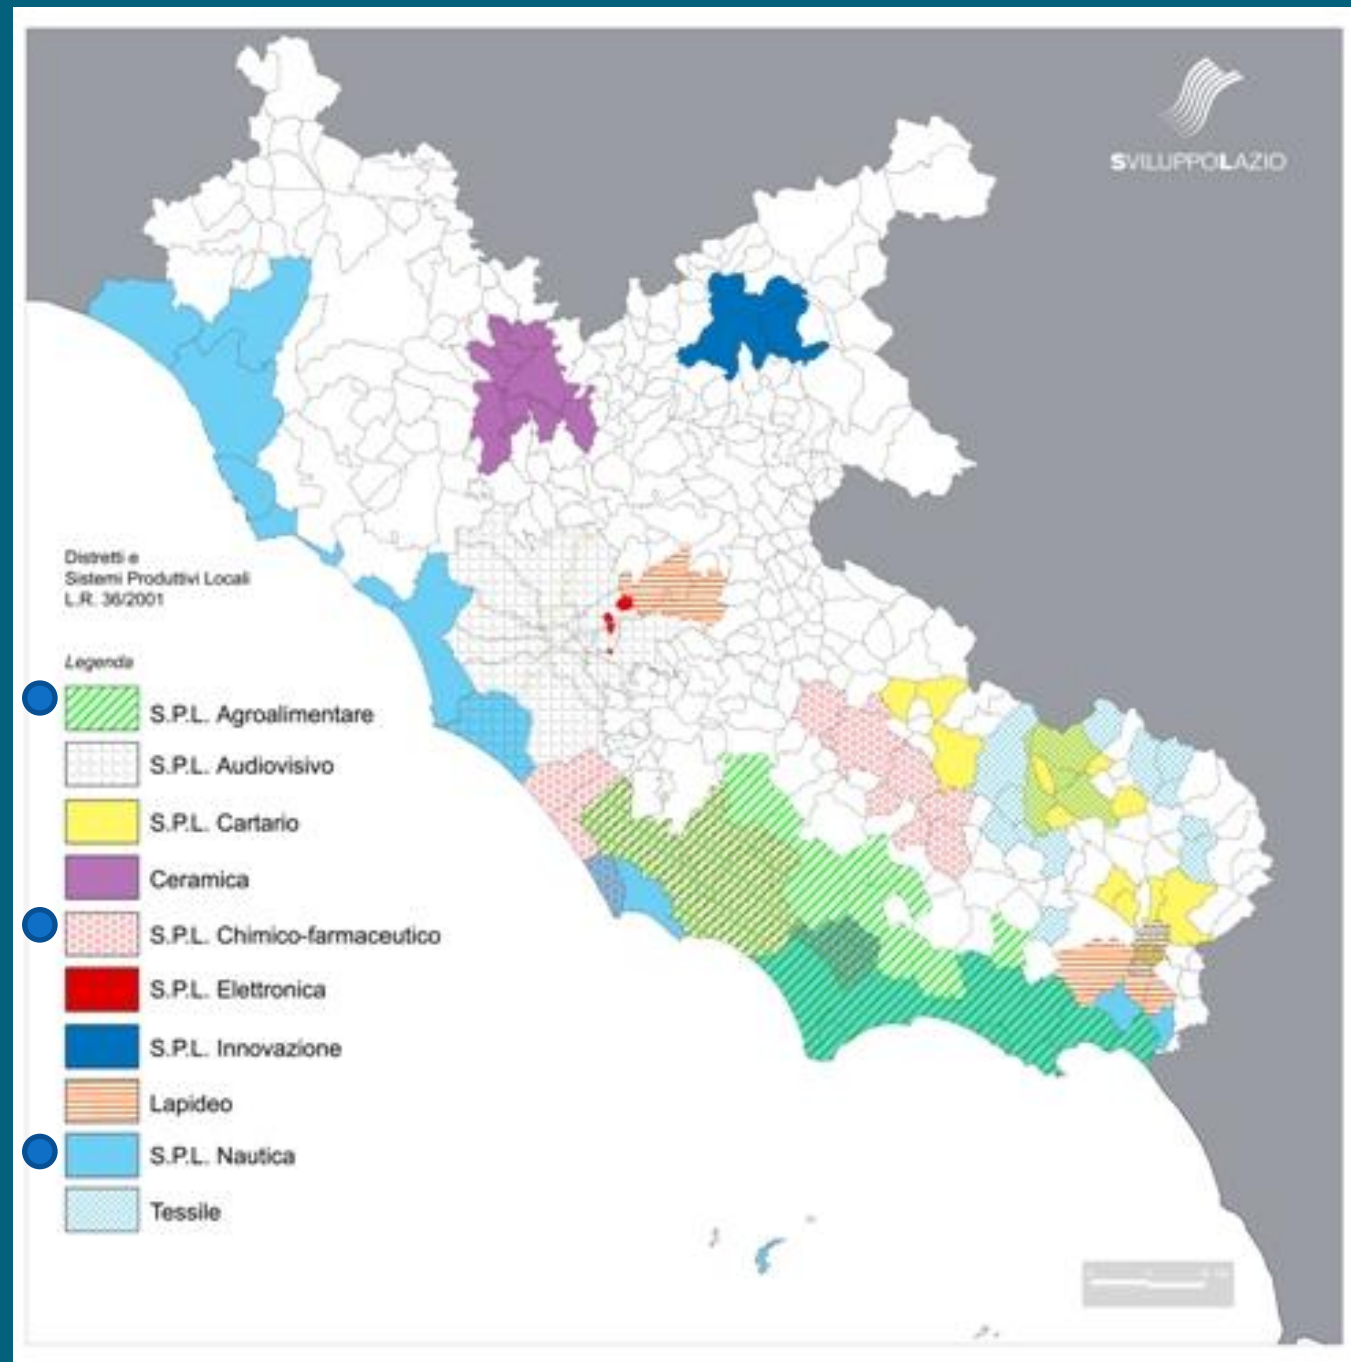 SVILUPPOLAZIO
Distretti e
Sistemi Produttivi Locali
L.R. 36/2001
Legenda
S.P.L. Agroalimentare
S.P.L. Audiovisivo
S.P.L. Cartario
Ceramica
S.P.L. Chimico-farmaceutico
S.P.L. Elettronica
S.P.L. Innovazione
Lapideo
S.P.L. Nautica
Tessile